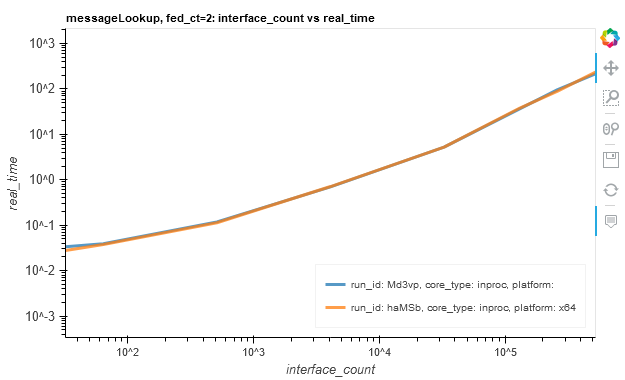 messageLookup, fed_ct=2: interface_count vs real_time
10^3
10^2
10^1
10^0
10^-1
10^-2
10^-3
real_time
run_id: Md3vp, core_type: inproc, platform:
run_id: haMSb, core_type: inproc, platform: x64
10^2 10^3 10^4 10^5
interface_count